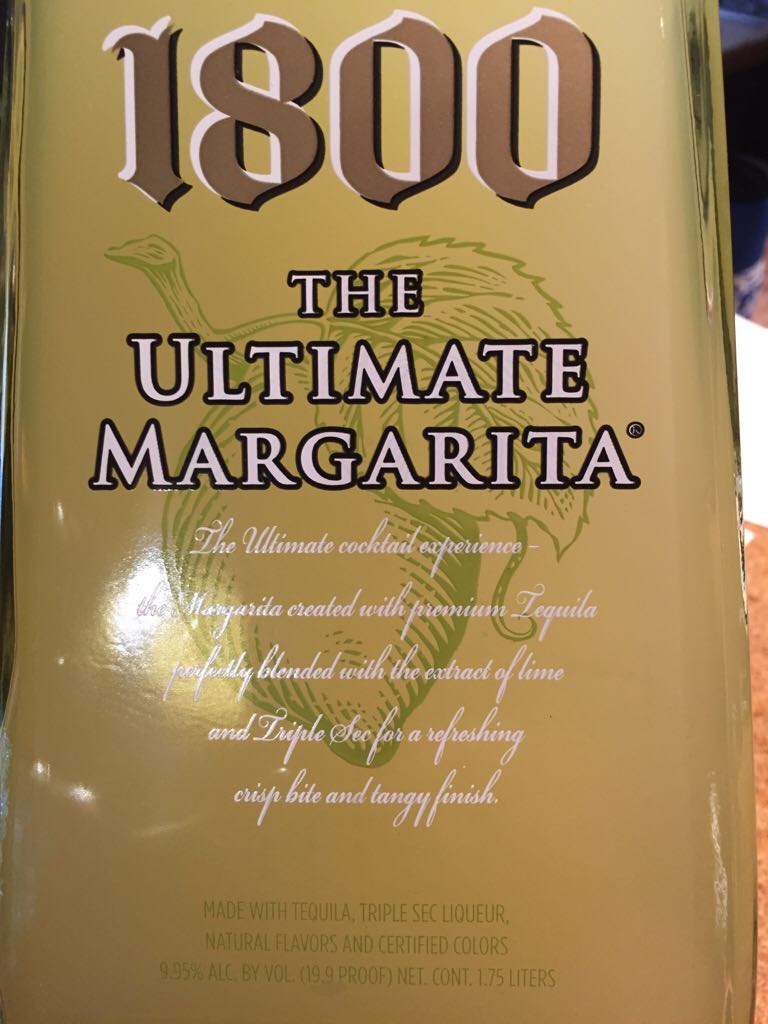 1800
THE
ULTIMATE
MARGARITA®
The Ultimate cocktail experience –
the Margarita created with premium Tequila
perfectly blended with the extract of lime
and Triple Sec for a refreshing
crisp bite and tangy finish.
MADE WITH TEQUILA, TRIPLE SEC LIQUEUR,
NATURAL FLAVORS AND CERTIFIED COLORS
9.95% ALC. BY VOL. (19.9 PROOF) NET. CONT. 1.75 LITERS